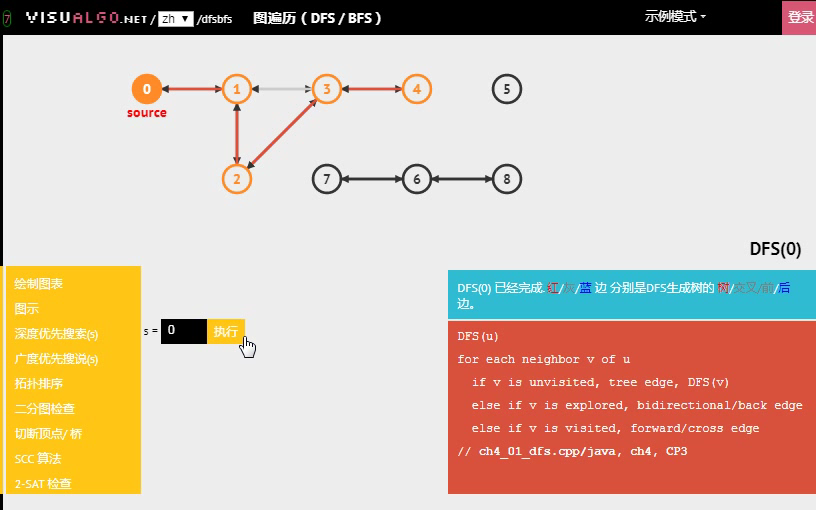 7 VISUALGO.NET / zh ▼ /dfsbfs 图遍历 ( DFS / BFS ) 示例模式 登录
0 1 3 4 5
source
2 7 6 8
DFS(0)
绘制图表
图示
深度优先搜索(s)
广度优先搜说(s)
拓扑排序
二分图检查
切断顶点/ 桥
SCC 算法
2-SAT 检查
s = 0 执行
DFS(0) 已经完成.红/灰/蓝 边 分别是DFS生成树的 树/交叉/前/后
边。
DFS(u)
for each neighbor v of u
if v is unvisited, tree edge, DFS(v)
else if v is explored, bidirectional/back edge
else if v is visited, forward/cross edge
// ch4_01_dfs.cpp/java, ch4, CP3